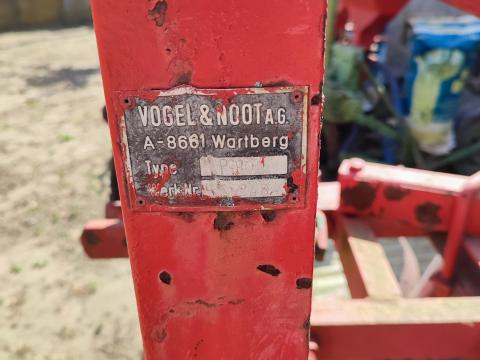 VOGEL & NOOT A.G.
A-8661 Wartberg
Type
Werk Nr.